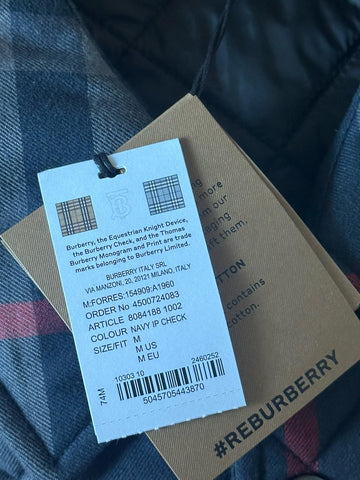 Burberry, the Equestrian Knight Device,
the Burberry Check, and the Thomas
Burberry Monogram and Print are trade
marks belonging to Burberry Limited.
BURBERRY ITALY SRL
VIA MANZONI, 20, 20121 MILANO, ITALY
M:FORRES:154909:A1960
ORDER No 4500724083
ARTICLE 8084188 1002
COLOUR NAVY IP CHECK
SIZE/FIT M
M US
M EU
74M
10303 10
2460252
5045705443870
more
our
contains
cotton.
#REBURBERRY